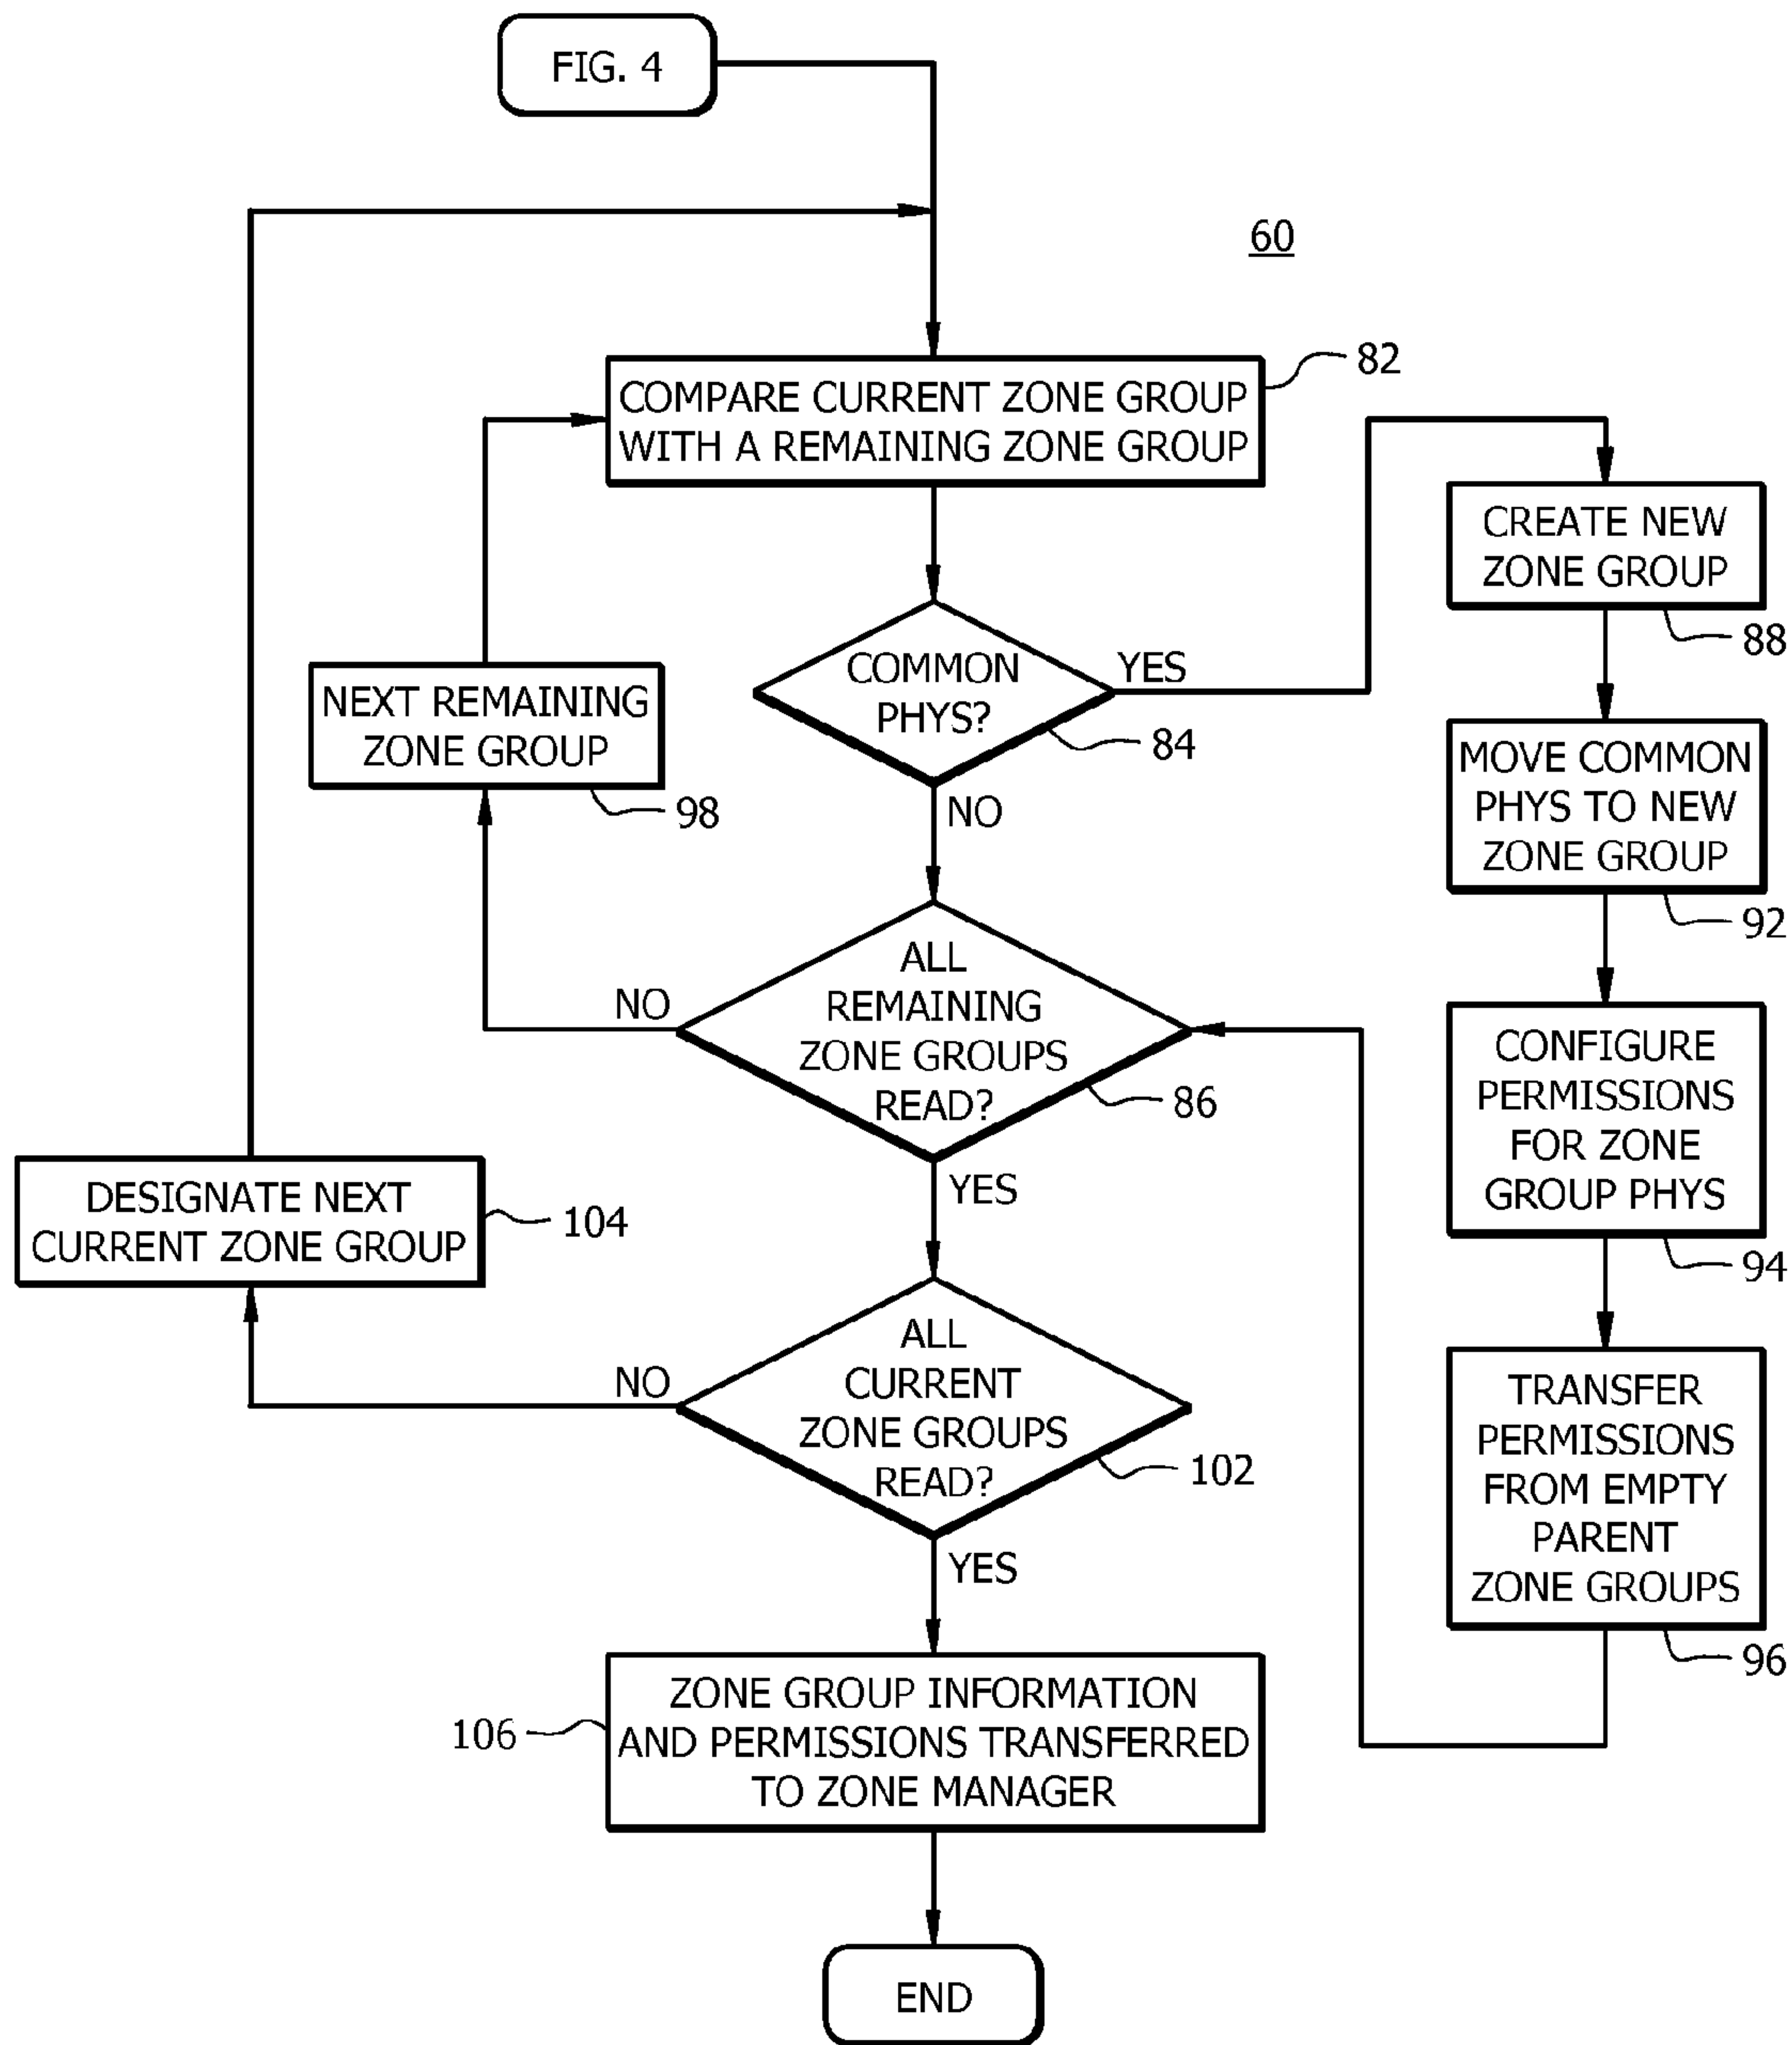 FIG. 4
60
COMPARE CURRENT ZONE GROUP
WITH A REMAINING ZONE GROUP
82
CREATE NEW
ZONE GROUP
88
COMMON
PHYS?
YES
84
NO
NEXT REMAINING
ZONE GROUP
98
MOVE COMMON
PHYS TO NEW
ZONE GROUP
92
ALL
REMAINING
ZONE GROUPS
READ?
NO
86
YES
CONFIGURE
PERMISSIONS
FOR ZONE
GROUP PHYS
94
DESIGNATE NEXT
CURRENT ZONE GROUP
104
ALL
CURRENT
ZONE GROUPS
READ?
NO
102
YES
TRANSFER
PERMISSIONS
FROM EMPTY
PARENT
ZONE GROUPS
96
106
ZONE GROUP INFORMATION
AND PERMISSIONS TRANSFERRED
TO ZONE MANAGER
END